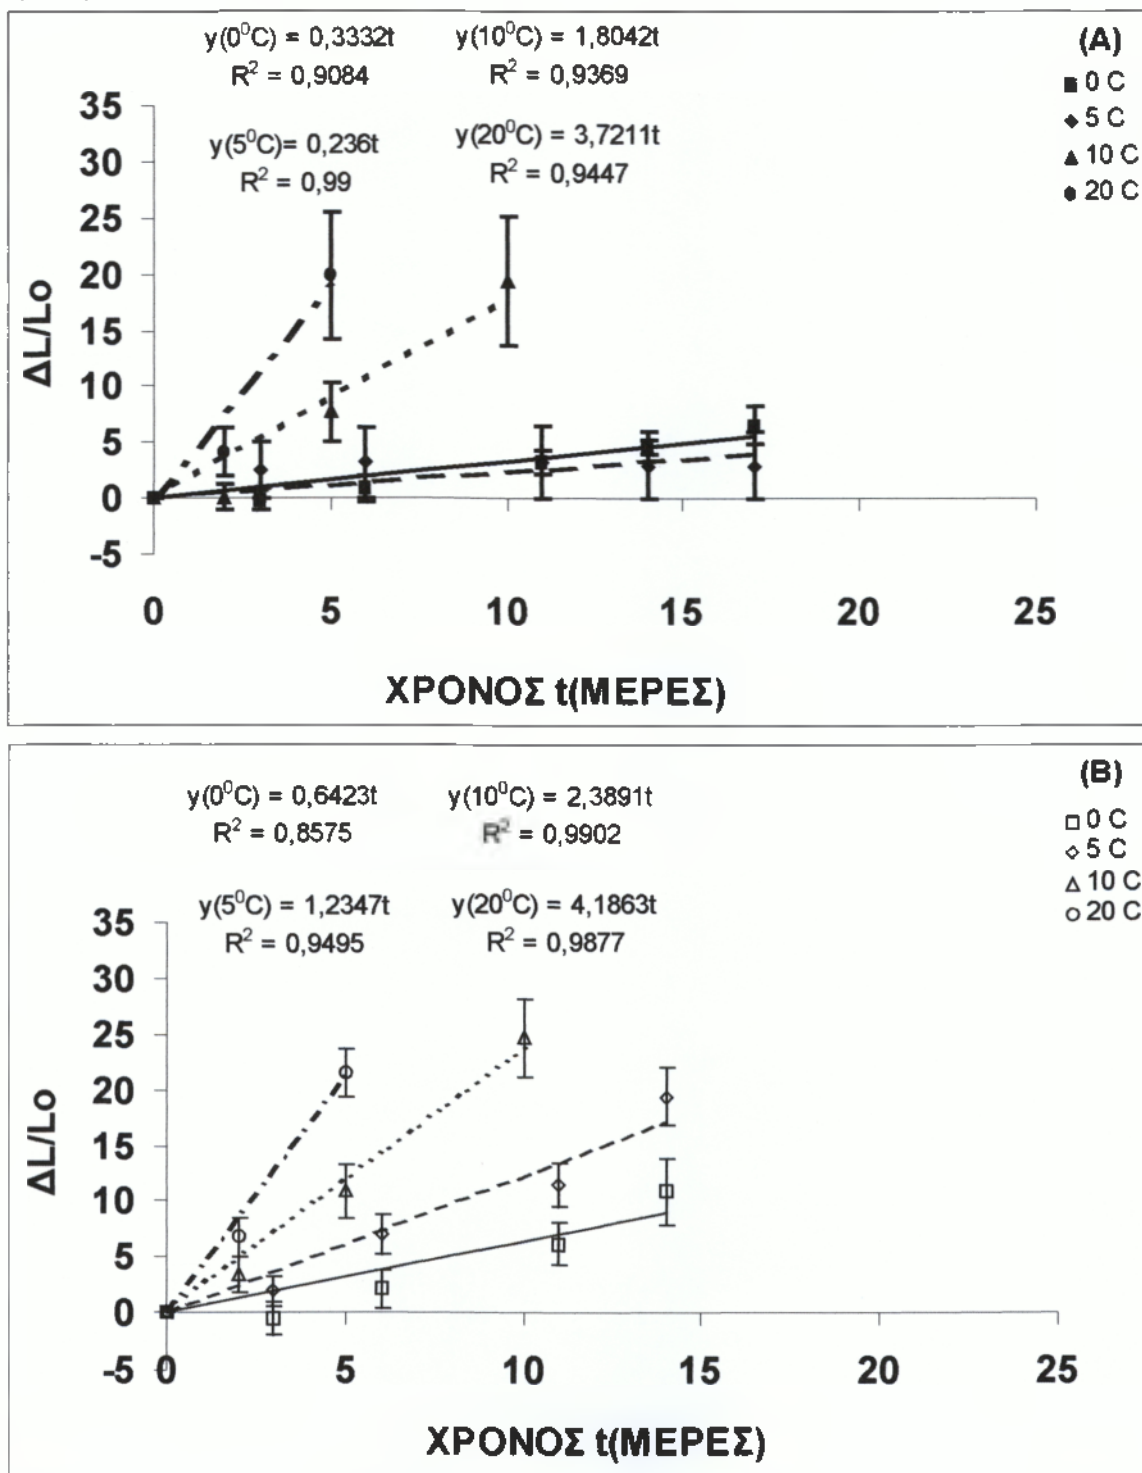 y(0⁰C) = 0,3332t y(10⁰C) = 1,8042t
R² = 0,9084 R² = 0,9369
y(5⁰C)= 0,236t y(20⁰C) = 3,7211t
R² = 0,99 R² = 0,9447
(A)
0 C
5 C
10 C
20 C
35
30
25
20
15
10
5
0
-5
ΔL/Lo
0 5 10 15 20 25
ΧΡΟΝΟΣ t(ΜΕΡΕΣ)
y(0⁰C) = 0,6423t y(10⁰C) = 2,3891t
R² = 0,8575 R² = 0,9902
y(5⁰C) = 1,2347t y(20⁰C) = 4,1863t
R² = 0,9495 R² = 0,9877
(B)
0 C
5 C
10 C
20 C
35
30
25
20
15
10
5
0
-5
ΔL/Lo
0 5 10 15 20 25
ΧΡΟΝΟΣ t(ΜΕΡΕΣ)